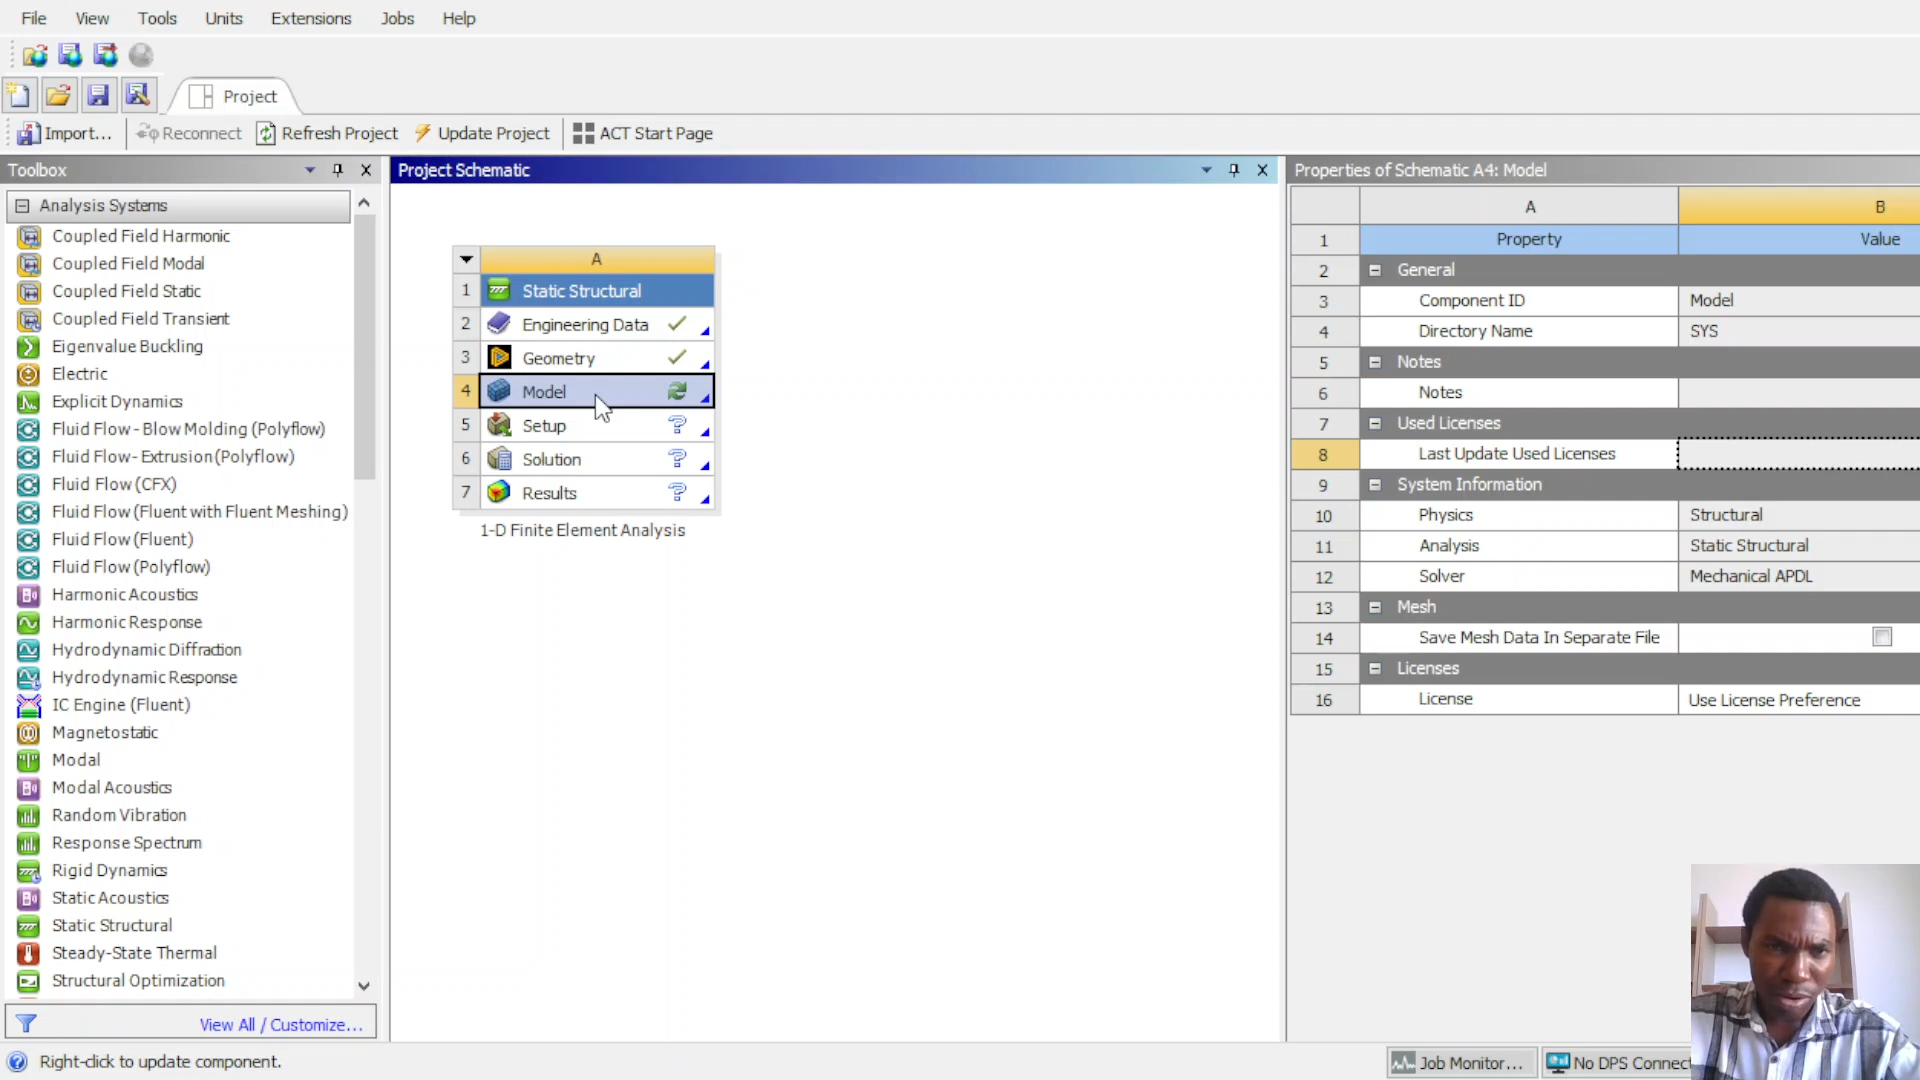 File View Tools Units Extensions Jobs Help
Project
Import... Reconnect Refresh Project Update Project ACT Start Page
Toolbox
Analysis Systems
Coupled Field Harmonic
Coupled Field Modal
Coupled Field Static
Coupled Field Transient
Eigenvalue Buckling
Electric
Explicit Dynamics
Fluid Flow - Blow Molding (Polyflow)
Fluid Flow- Extrusion (Polyflow)
Fluid Flow (CFX)
Fluid Flow (Fluent with Fluent Meshing)
Fluid Flow (Fluent)
Fluid Flow (Polyflow)
Harmonic Acoustics
Harmonic Response
Hydrodynamic Diffraction
Hydrodynamic Response
IC Engine (Fluent)
Magnetostatic
Modal
Modal Acoustics
Random Vibration
Response Spectrum
Rigid Dynamics
Static Acoustics
Static Structural
Steady-State Thermal
Structural Optimization
View All / Customize...
Project Schematic
A
1 Static Structural
2 Engineering Data
3 Geometry
4 Model
5 Setup ?
6 Solution ?
7 Results ?
1-D Finite Element Analysis
Properties of Schematic A4: Model
A B
1 Property Value
2 General
3 Component ID Model
4 Directory Name SYS
5 Notes
6 Notes
7 Used Licenses
8 Last Update Used Licenses
9 System Information
10 Physics Structural
11 Analysis Static Structural
12 Solver Mechanical APDL
13 Mesh
14 Save Mesh Data In Separate File
15 Licenses
16 License Use License Preference
Right-click to update component.
Job Monitor... No DPS Connect